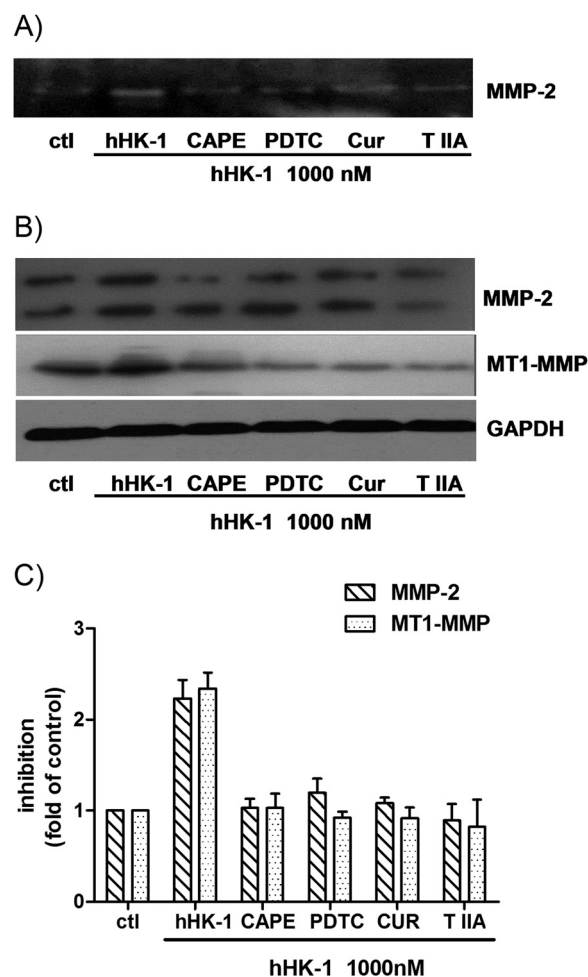 A)
MMP-2
ctl hHK-1 CAPE PDTC Cur T IIA
hHK-1 1000 nM
B)
MMP-2
MT1-MMP
GAPDH
ctl hHK-1 CAPE PDTC Cur T IIA
hHK-1 1000 nM
C)
MMP-2
MT1-MMP
inhibition
(fold of control)
3
2
1
0
ctl hHK-1 CAPE PDTC CUR T IIA
hHK-1 1000nM